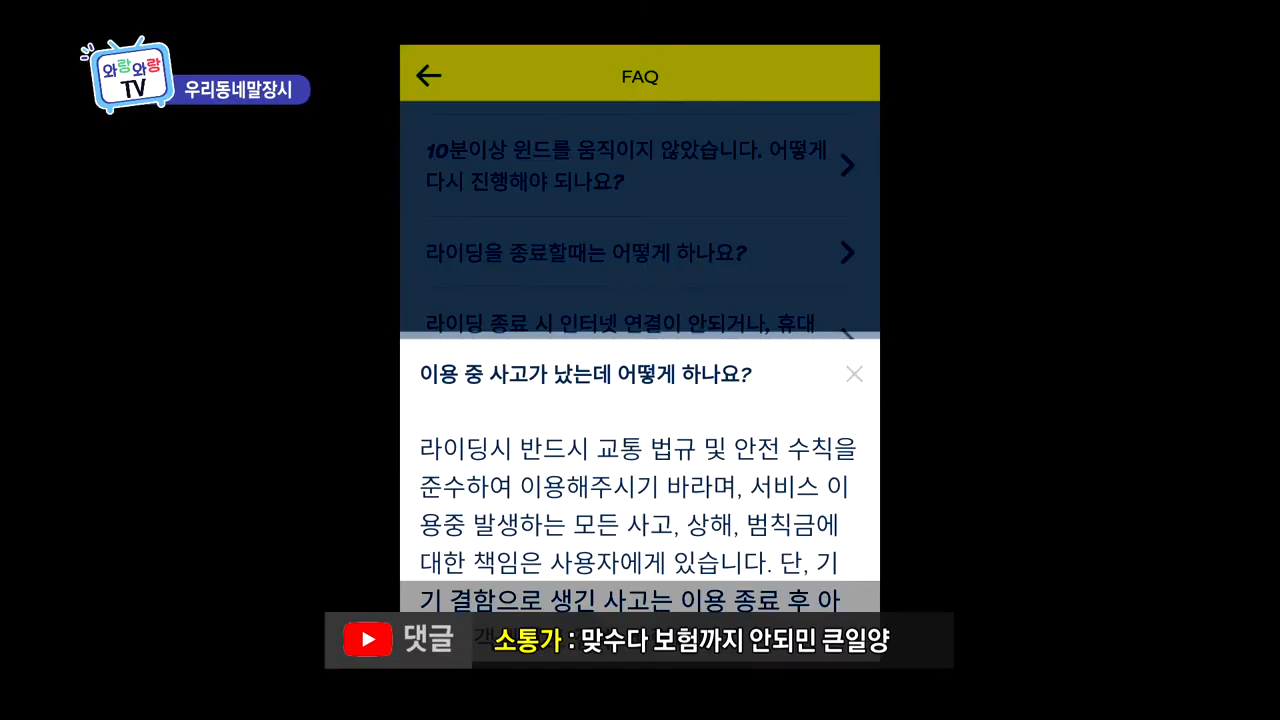 와랑와랑
TV
우리동네말장시
FAQ
10분이상 윈드를 움직이지 않았습니다. 어떻게
다시 진행해야 되나요?
라이딩을 종료할때는 어떻게 하나요?
라이딩 종료 시 인터넷 연결이 안되거나, 휴대
이용 중 사고가 났는데 어떻게 하나요?
라이딩시 반드시 교통 법규 및 안전 수칙을
준수하여 이용해주시기 바라며, 서비스 이
용중 발생하는 모든 사고, 상해, 범칙금에
대한 책임은 사용자에게 있습니다. 단, 기
기 결함으로 생긴 사고는 이용 종료 후 아
댓글
소통가 : 맞수다 보험까지 안되민 큰일양